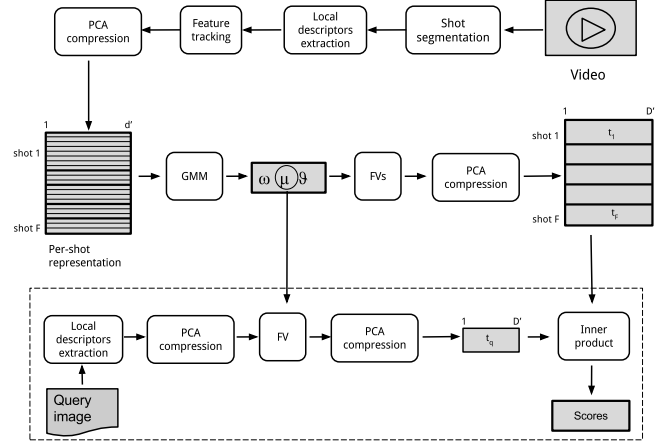 PCA
compression
Feature
tracking
Local
descriptors
extraction
Shot
segmentation
Video
1
d'
shot 1
shot F
Per-shot
representation
GMM
ω μ ϑ
FVs
PCA
compression
1
D'
shot 1
t1
shot F
tF
Local
descriptors
extraction
PCA
compression
FV
PCA
compression
1
D'
tq
Inner
product
Query
image
Scores